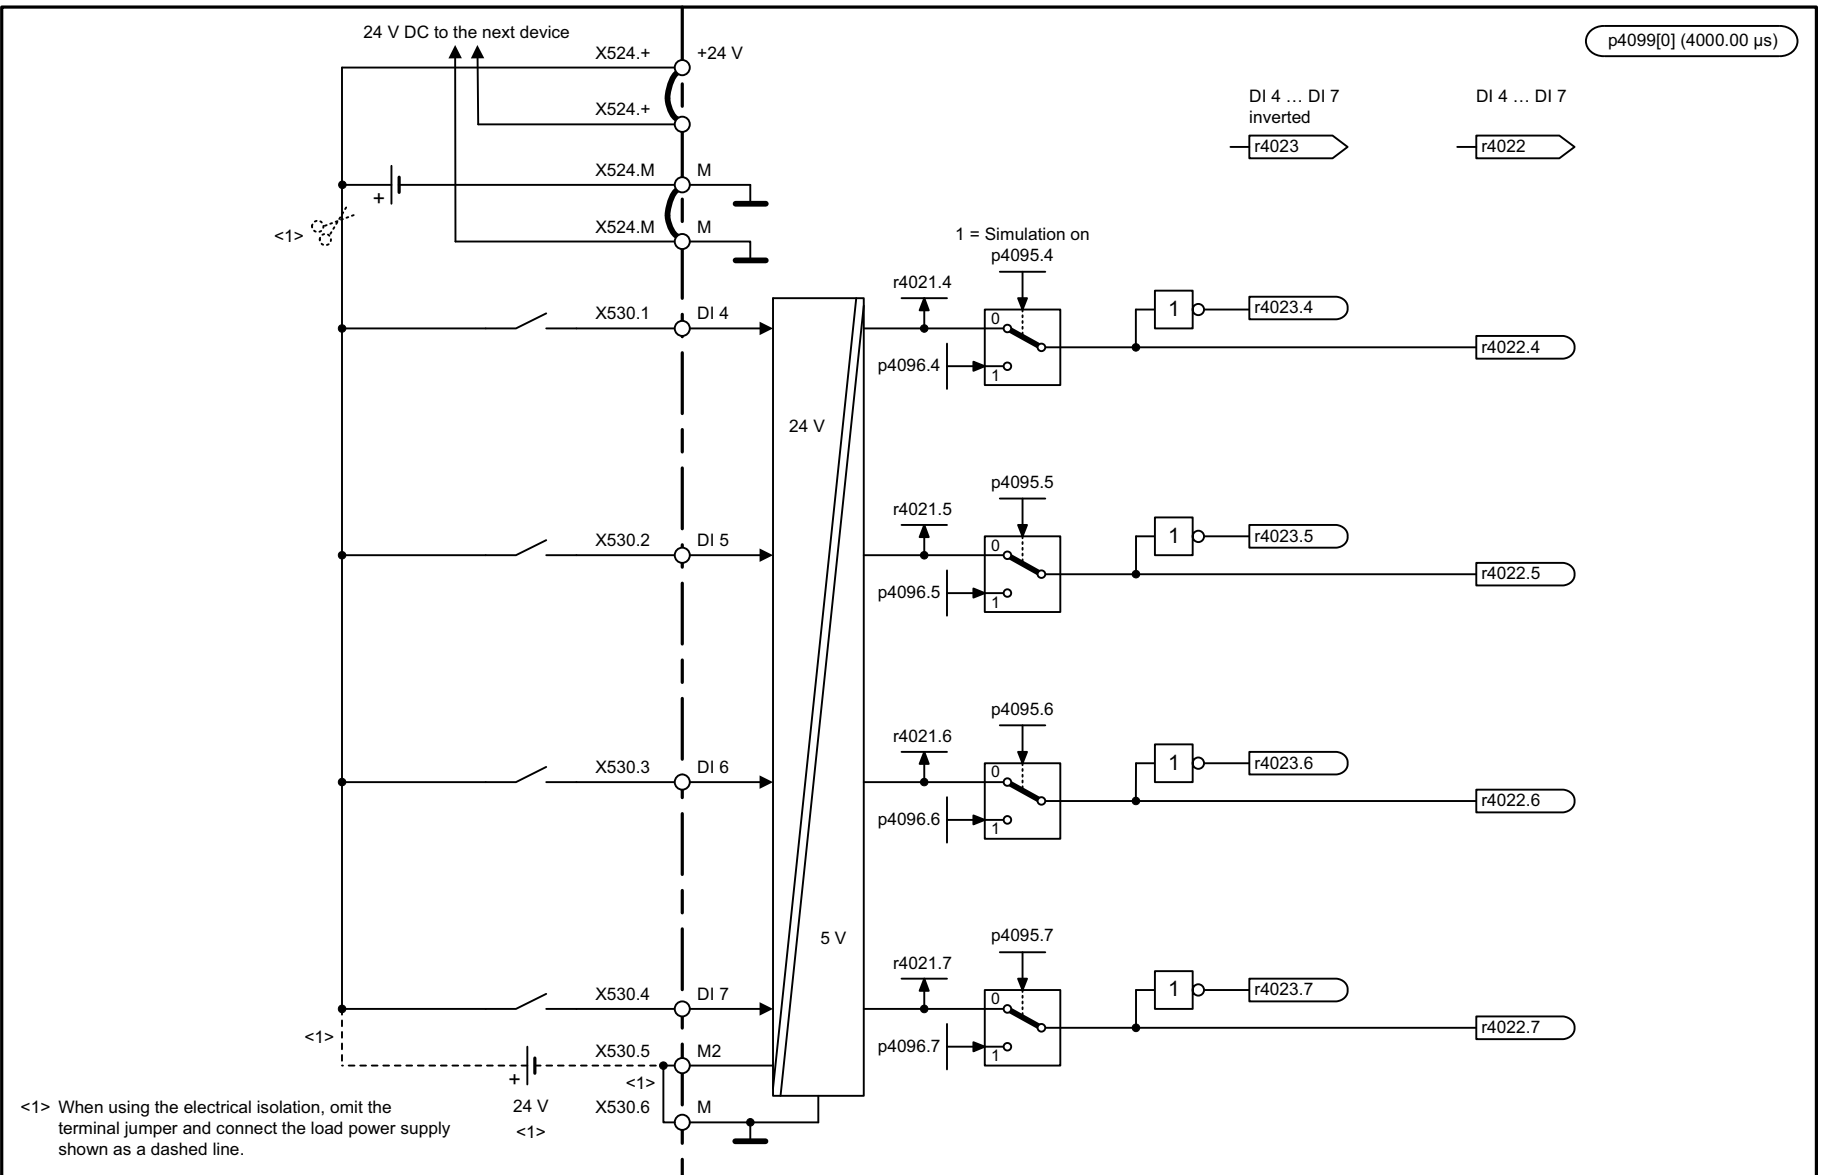 24 V DC to the next device
X524.+
+24 V
p4099[0] (4000.00 µs)
X524.+
DI 4 … DI 7
inverted
DI 4 … DI 7
r4023
r4022
X524.M
M
+
<1>
X524.M
M
1 = Simulation on
p4095.4
r4021.4
X530.1
DI 4
0
1
r4023.4
r4022.4
p4096.4
1
24 V
p4095.5
r4021.5
X530.2
DI 5
0
1
r4023.5
r4022.5
p4096.5
1
p4095.6
r4021.6
X530.3
DI 6
0
1
r4023.6
r4022.6
p4096.6
1
5 V
p4095.7
r4021.7
X530.4
DI 7
0
1
r4023.7
r4022.7
<1>
p4096.7
1
X530.5
M2
+
<1>
24 V
X530.6
M
<1>
<1> When using the electrical isolation, omit the
terminal jumper and connect the load power supply
shown as a dashed line.